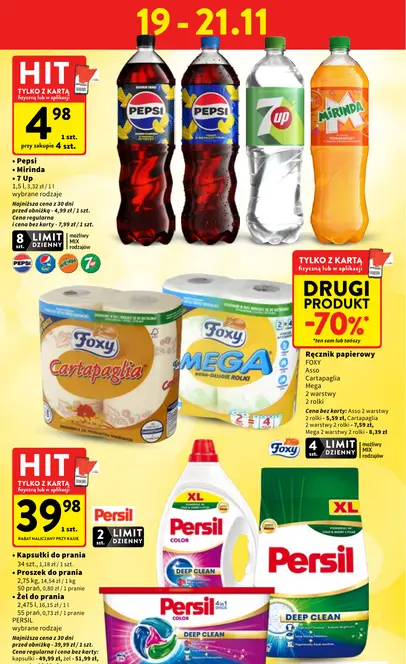 19 - 21.11
HIT
TYLKO Z KARTĄ
fizyczną lub w aplikacji
4 98
1 szt.
przy zakupie 4 szt.
• Pepsi
• Mirinda
• 7 Up
1,5 l, 3,32 zł / 1 l
wybrane rodzaje
Najniższa cena z 30 dni
przed obniżką - 4,99 zł / 1 szt.
Cena regularna
i cena bez karty - 7,99 zł / 1 szt.
8 szt. LIMIT DZIENNY
możliwy
MIX
rodzajów
pepsi
7up
PEPSI
PEPSI
7up
MiRiNDA
TYLKO Z KARTĄ
fizyczną lub w aplikacji
DRUGI
PRODUKT
-70%*
*ten sam lub tańszy
Ręcznik papierowy
FOXY
Asso
Cartapaglia
Mega
2 warstwy
2 rolki
Cena bez karty: Asso 2 warstwy
2 rolki - 5,59 zł, Cartapaglia
2 warstwy 2 rolki - 7,59 zł,
Mega 2 warstwy 2 rolki - 8,39 zł
Foxy
4 szt. LIMIT DZIENNY
możliwy
MIX
rodzajów
Foxy
Cartapaglia
Foxy
MEGA
MEGA-DŁUGIE ROLKI
2=4
HIT
TYLKO Z KARTĄ
fizyczną lub w aplikacji
39 98
1 szt.
RABAT NALICZANY PRZY KASIE
Persil
2 szt. LIMIT DZIENNY
• Kapsułki do prania
34 szt., 1,18 zł / 1 szt.
• Proszek do prania
2,75 kg, 14,54 zł / 1 kg
50 prań, 0,80 zł / 1 pranie
• Żel do prania
2,475 l, 16,15 zł / 1 l
55 prań, 0,73 zł / 1 pranie
PERSIL
wybrane rodzaje
Najniższa cena z 30 dni
przed obniżką - 39,99 zł / 1 szt.
Cena regularna i cena bez karty:
kapsułki - 49,99 zł, żel - 51,99 zł,
XL
Persil
COLOR
DEEP CLEAN
XL
Persil
DEEP CLEAN
Persil
4in1
DISCS
COLOR
DEEP CLEAN